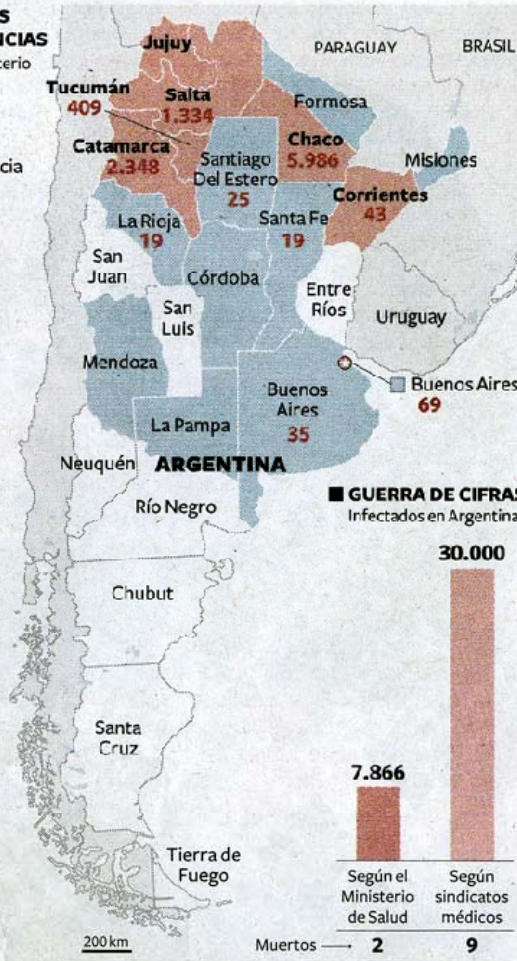 S
NCIAS
erio
cia
Jujuy
PARAGUAY
BRASIL
Tucumán
409
Salta
1.334
Formosa
Catamarca
2.348
Chaco
5.986
Misiones
Santiago
Del Estero
25
Corrientes
43
La Rioja
19
Santa Fe
19
San
Juan
Córdoba
Entre
Ríos
San
Luis
Uruguay
Mendoza
Buenos
Aires
35
Buenos Aires
69
La Pampa
Neuquén
ARGENTINA
Río Negro
GUERRA DE CIFRAS
Infectados en Argentina
30.000
Chubut
Santa
Cruz
7.866
Tierra de
Fuego
Según el
Ministerio
de Salud
Según
sindicatos
médicos
200 km
Muertos 2 9